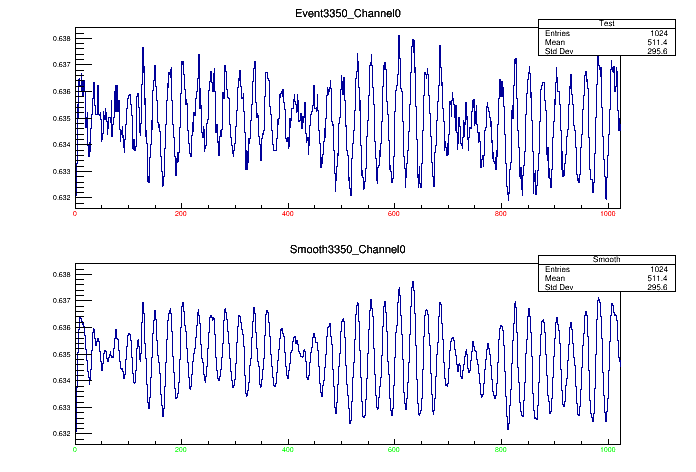 Event3350_Channel0
Test
Entries 1024
Mean 511.4
Std Dev 295.6
0.638
0.637
0.636
0.635
0.634
0.633
0.632
0 200 400 600 800 1000
Smooth3350_Channel0
Smooth
Entries 1024
Mean 511.4
Std Dev 295.6
0.638
0.637
0.636
0.635
0.634
0.633
0.632
0 200 400 600 800 1000